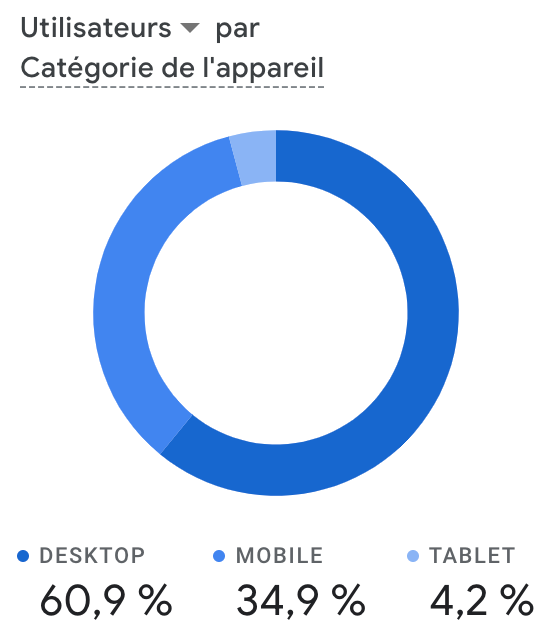 Utilisateurs par
Catégorie de l'appareil
DESKTOP MOBILE TABLET
60,9 % 34,9 % 4,2 %